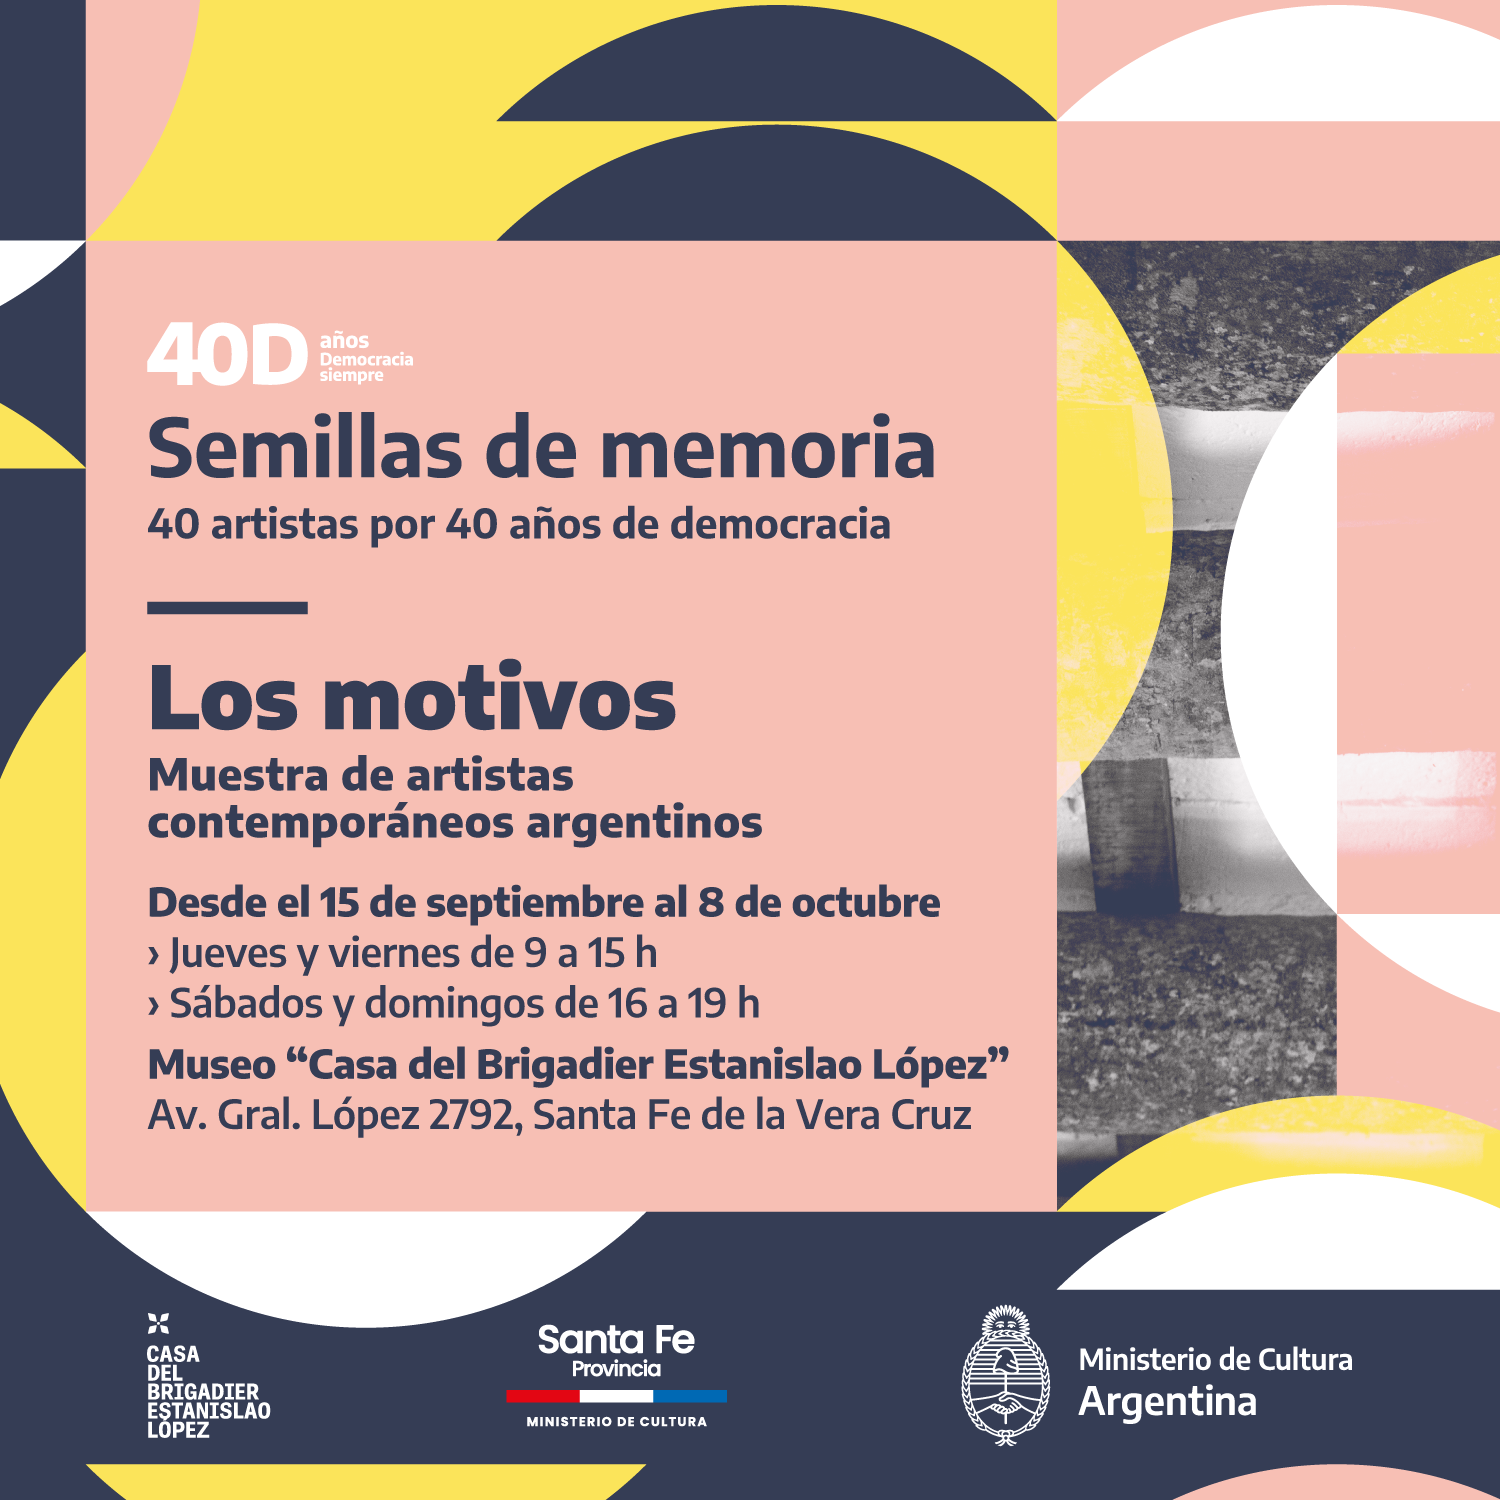 40D años
Democracia
siempre
Semillas de memoria
40 artistas por 40 años de democracia
Los motivos
Muestra de artistas
contemporáneos argentinos
Desde el 15 de septiembre al 8 de octubre
› Jueves y viernes de 9 a 15 h
› Sábados y domingos de 16 a 19 h
Museo “Casa del Brigadier Estanislao López”
Av. Gral. López 2792, Santa Fe de la Vera Cruz
CASA
DEL
BRIGADIER
ESTANISLAO
LÓPEZ
Santa Fe
Provincia
MINISTERIO DE CULTURA
Ministerio de Cultura
Argentina